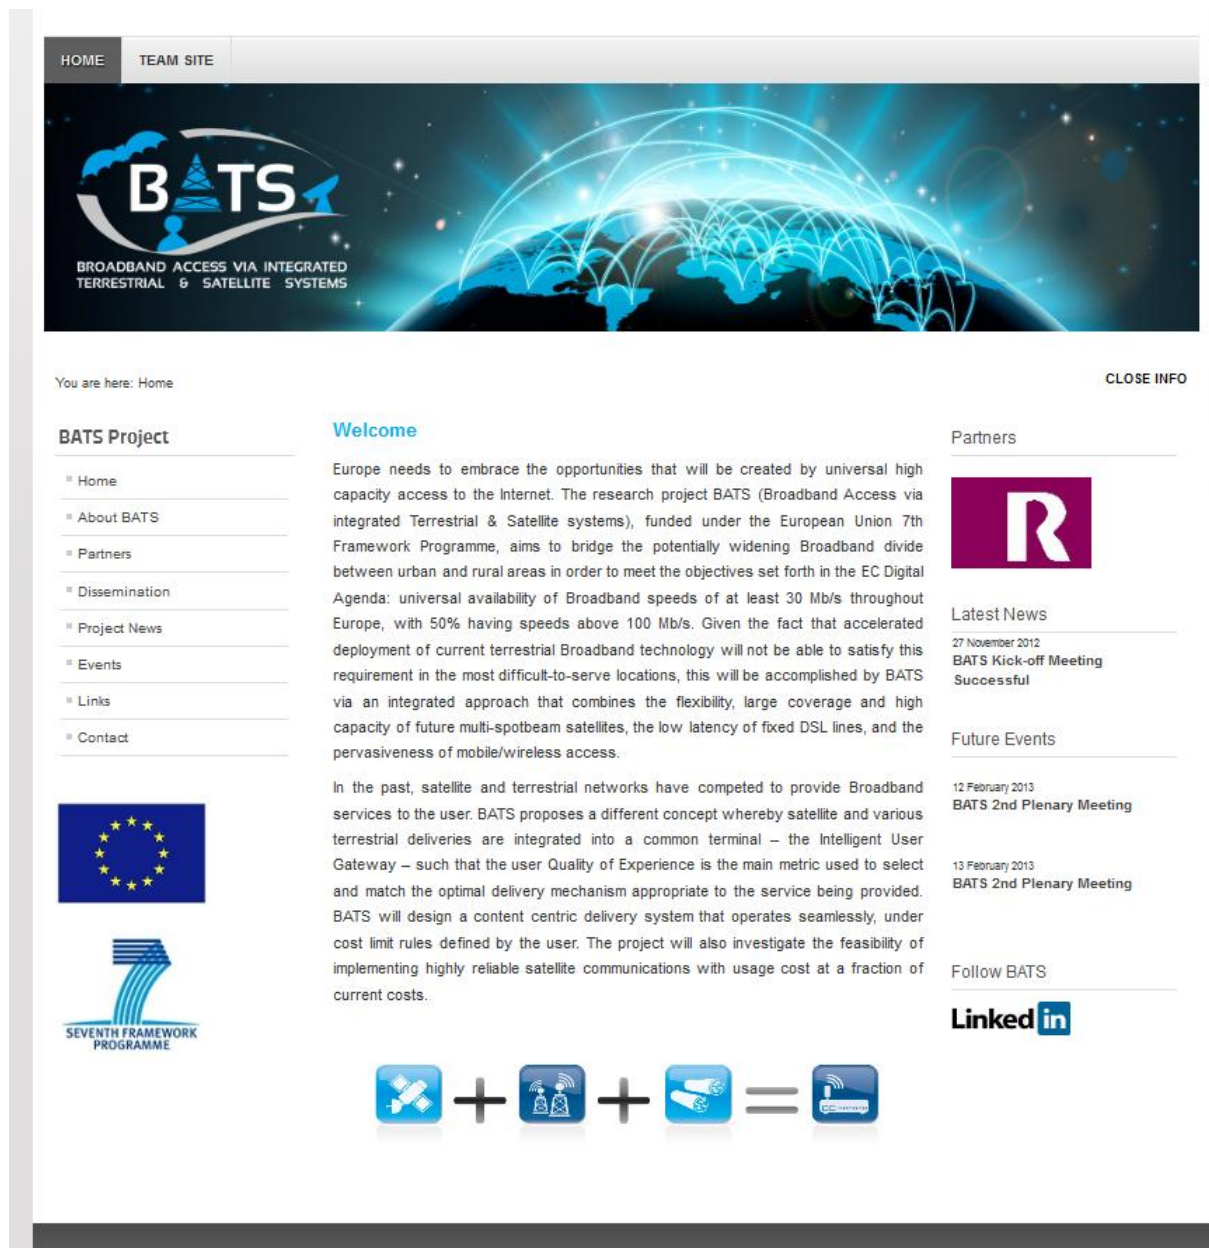 HOME
TEAM SITE
BATS
BROADBAND ACCESS VIA INTEGRATED
TERRESTRIAL & SATELLITE SYSTEMS
You are here: Home
CLOSE INFO
BATS Project
Home
About BATS
Partners
Dissemination
Project News
Events
Links
Contact
SEVENTH FRAMEWORK
PROGRAMME
Welcome
Europe needs to embrace the opportunities that will be created by universal high
capacity access to the Internet. The research project BATS (Broadband Access via
integrated Terrestrial & Satellite systems), funded under the European Union 7th
Framework Programme, aims to bridge the potentially widening Broadband divide
between urban and rural areas in order to meet the objectives set forth in the EC Digital
Agenda: universal availability of Broadband speeds of at least 30 Mb/s throughout
Europe, with 50% having speeds above 100 Mb/s. Given the fact that accelerated
deployment of current terrestrial Broadband technology will not be able to satisfy this
requirement in the most difficult-to-serve locations, this will be accomplished by BATS
via an integrated approach that combines the flexibility, large coverage and high
capacity of future multi-spotbeam satellites, the low latency of fixed DSL lines, and the
pervasiveness of mobile/wireless access.
In the past, satellite and terrestrial networks have competed to provide Broadband
services to the user. BATS proposes a different concept whereby satellite and various
terrestrial deliveries are integrated into a common terminal – the Intelligent User
Gateway – such that the user Quality of Experience is the main metric used to select
and match the optimal delivery mechanism appropriate to the service being provided.
BATS will design a content centric delivery system that operates seamlessly, under
cost limit rules defined by the user. The project will also investigate the feasibility of
implementing highly reliable satellite communications with usage cost at a fraction of
current costs.
Partners
R
Latest News
27 November 2012
BATS Kick-off Meeting
Successful
Future Events
12 February 2013
BATS 2nd Plenary Meeting
13 February 2013
BATS 2nd Plenary Meeting
Follow BATS
Linked in